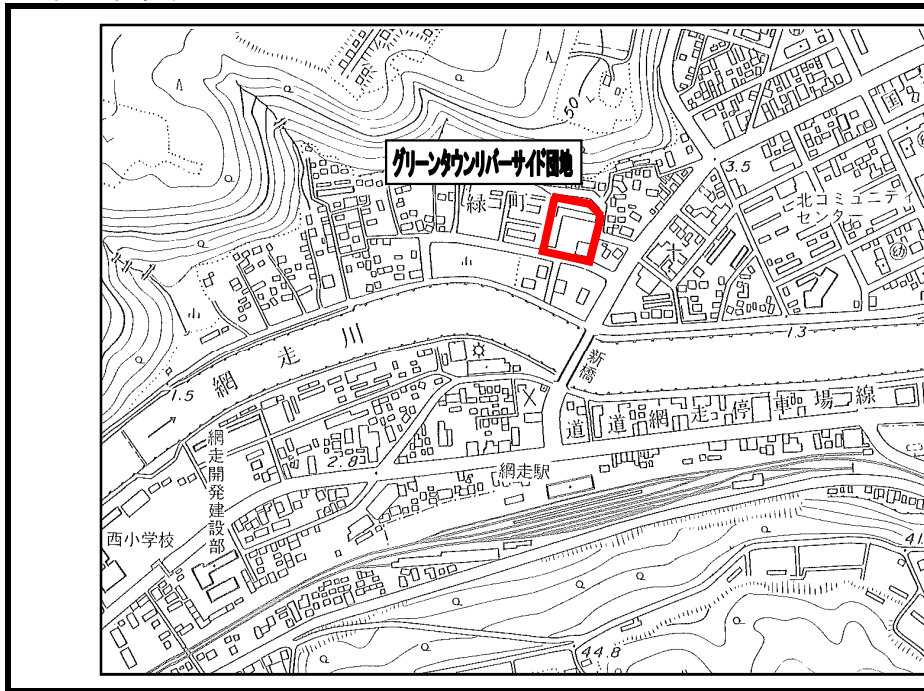 50
国
グリーンタウンリバーサイド団地
3.5
緑町
北コミュニティ
センター
幼
1.3
網走川
新橋
1.5
道道網走停車場線
2.8
網走駅
網走開発建設部
西小学校
41.
44.8